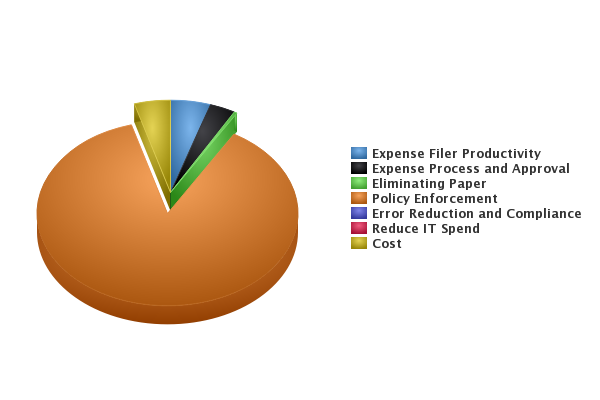 Expense Filer Productivity
Expense Process and Approval
Eliminating Paper
Policy Enforcement
Error Reduction and Compliance
Reduce IT Spend
Cost